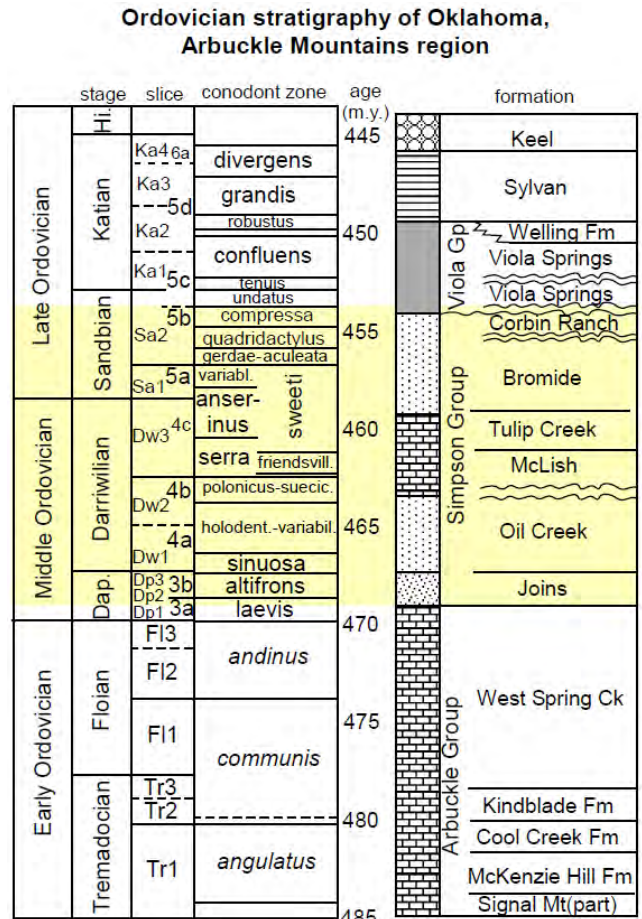 Ordovician stratigraphy of Oklahoma,
Arbuckle Mountains region
stage
slice
conodont zone
age
(m.y.)
formation
Late Ordovician
Middle Ordovician
Early Ordovician
Hi.
Katian
Sandbian
Darriwilian
Dap.
Floian
Tremadocian
Ka4 6a
Ka3
5d
Ka2
Ka1
5c
5b
Sa2
5a
Sa1
4c
Dw3
4b
Dw2
4a
Dw1
Dp3
3b
Dp2
Dp1
3a
Fl3
Fl2
Fl1
Tr3
Tr2
Tr1
divergens
grandis
robustus
confluens
tenuis
undatus
compressa
quadridactylus
gerdae-aculeata
variabl.
sweeti
anser-
inus
serra
friendsvill.
polonicus-suecic.
holodent.-variabil.
sinuosa
altifrons
laevis
andinus
communis
angulatus
445
450
455
460
465
470
475
480
485
Viola Gp
Simpson Group
Arbuckle Group
Keel
Sylvan
Welling Fm
Viola Springs
Viola Springs
Corbin Ranch
Bromide
Tulip Creek
McLish
Oil Creek
Joins
West Spring Ck
Kindblade Fm
Cool Creek Fm
McKenzie Hill Fm
Signal Mt(part)